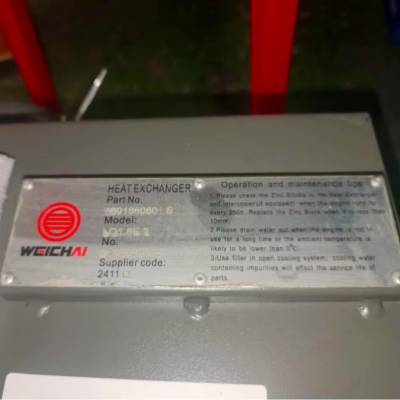 WEICHAI
HEAT EXCHANGER
Part No.
Model:
No.
Supplier code:
2411
Operation and maintenance tips
1.Please check the Zinc Blocks in the Heat Exchanger
and Intercooler(if equipped) when the engine runs for
every 250h. Replace the Zinc Block when it is less than
10mm.
2.Please drain water out when the engine is not in
use for a long time or the ambient temperature is
likely to be lower than 0°C.
3.Use filter in open cooling system, cooling water
containing impurities will affect the service life of
parts.